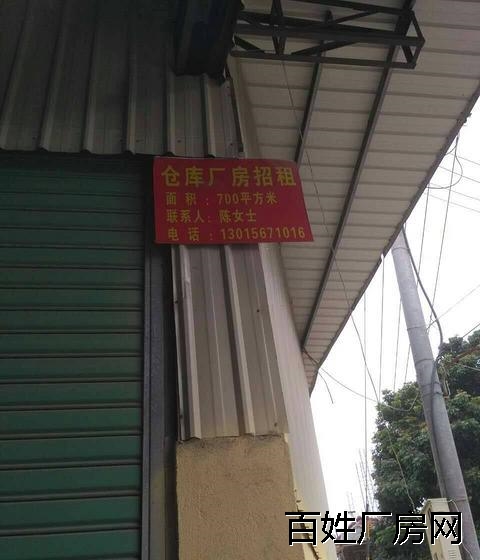 仓库厂房招租
面 积 : 700平方米
联系人: 陈女士
电 话 : 13015671016
百姓厂房网